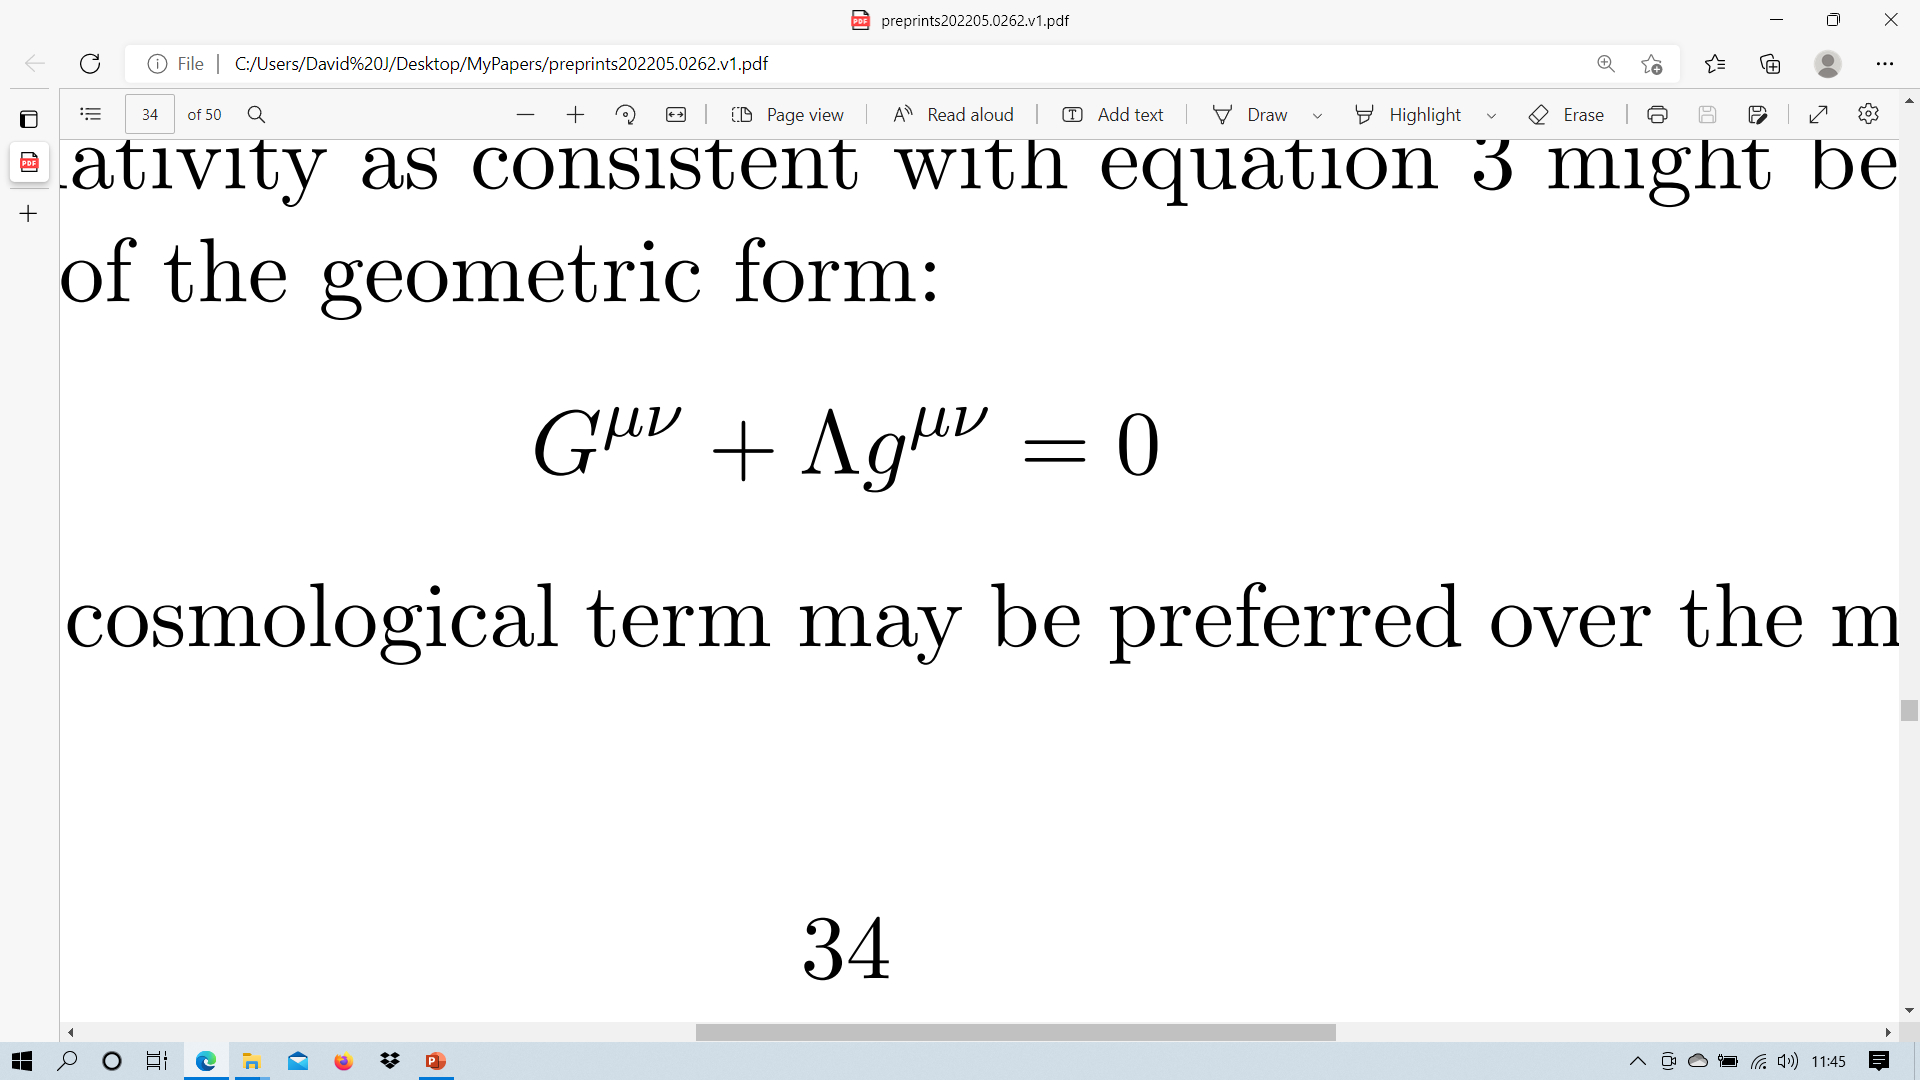 preprints202205.0262.v1.pdf
File
C:/Users/David%20J/Desktop/MyPapers/preprints202205.0262.v1.pdf
34 of 50 Page view Read aloud Add text Draw Highlight Erase
ativity as consistent with equation 3 might be
of the geometric form:
G^{μν} + Λg^{μν} = 0
cosmological term may be preferred over the m
34
11:45